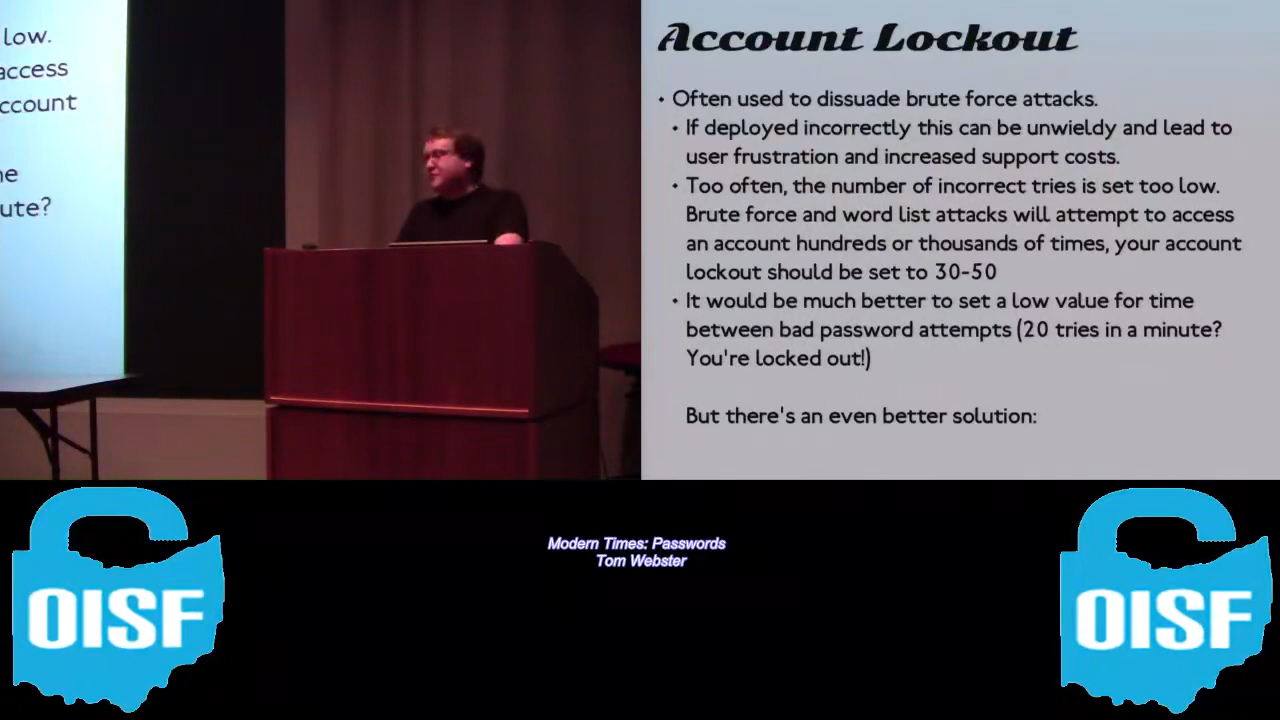 low.
access
ccount
ne
ute?
Account Lockout
• Often used to dissuade brute force attacks.
• If deployed incorrectly this can be unwieldy and lead to
user frustration and increased support costs.
• Too often, the number of incorrect tries is set too low.
Brute force and word list attacks will attempt to access
an account hundreds or thousands of times, your account
lockout should be set to 30-50
• It would be much better to set a low value for time
between bad password attempts (20 tries in a minute?
You're locked out!)
But there's an even better solution:
Modern Times: Passwords
Tom Webster
OISF
OISF